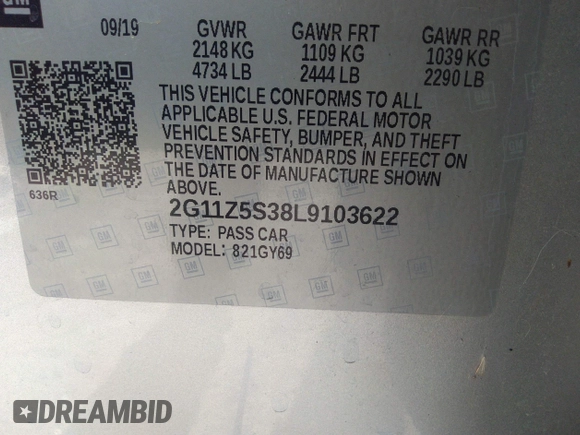 GM
09/19 GVWR GAWR FRT GAWR RR
2148 KG 1109 KG 1039 KG
4734 LB 2444 LB 2290 LB
THIS VEHICLE CONFORMS TO ALL
APPLICABLE U.S. FEDERAL MOTOR
VEHICLE SAFETY, BUMPER, AND THEFT
PREVENTION STANDARDS IN EFFECT ON
THE DATE OF MANUFACTURE SHOWN
ABOVE.
636R
2G11Z5S38L9103622
TYPE: PASS CAR
MODEL: 821GY69
DREAMBID